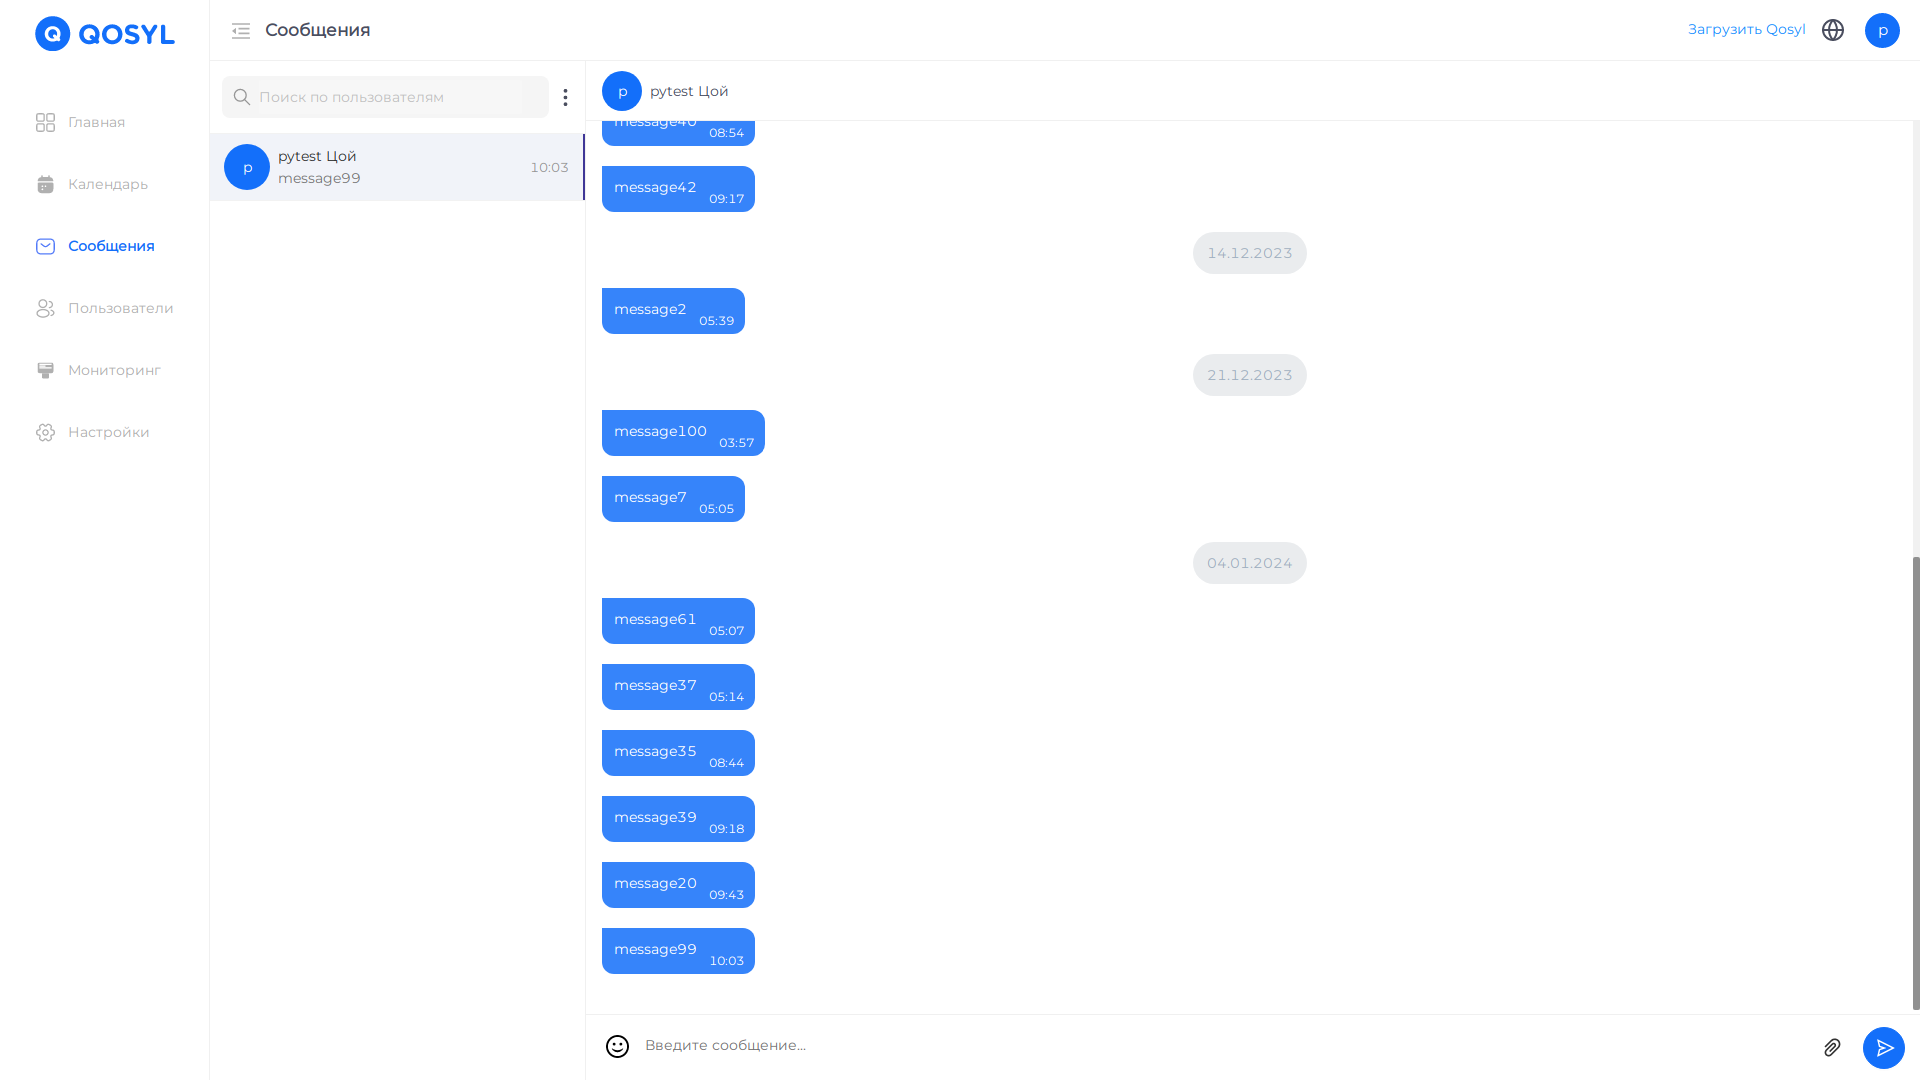 QOSYL
Главная
Календарь
Сообщения
Пользователи
Мониторинг
Настройки
Сообщения
Загрузить Qosyl
p
Поиск по пользователям
p
pytest Цой
10:03
message99
p
pytest Цой
message40
08:54
message42
09:17
14.12.2023
message2
05:39
21.12.2023
message100
03:57
message7
05:05
04.01.2024
message61
05:07
message37
05:14
message35
08:44
message39
09:18
message20
09:43
message99
10:03
Введите сообщение...